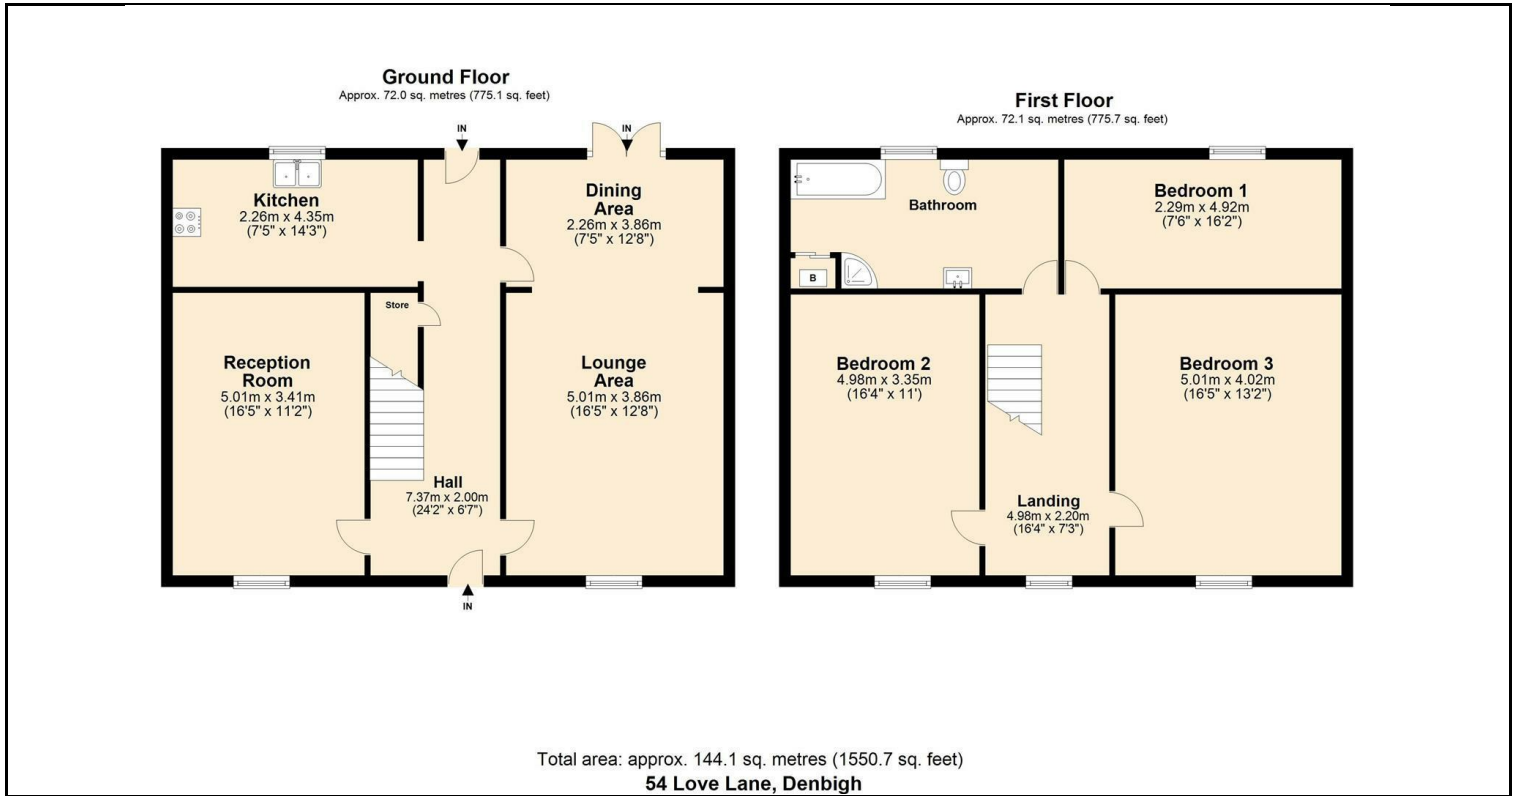 Ground Floor
Approx. 72.0 sq. metres (775.1 sq. feet)
IN
IN
Kitchen
2.26m x 4.35m
(7'5" x 14'3")
Dining
Area
2.26m x 3.86m
(7'5" x 12'8")
Store
Reception
Room
5.01m x 3.41m
(16'5" x 11'2")
Lounge
Area
5.01m x 3.86m
(16'5" x 12'8")
Hall
7.37m x 2.00m
(24'2" x 6'7")
IN
First Floor
Approx. 72.1 sq. metres (775.7 sq. feet)
Bathroom
B
Bedroom 1
2.29m x 4.92m
(7'6" x 16'2")
Bedroom 2
4.98m x 3.35m
(16'4" x 11')
Bedroom 3
5.01m x 4.02m
(16'5" x 13'2")
Landing
4.98m x 2.20m
(16'4" x 7'3")
Total area: approx. 144.1 sq. metres (1550.7 sq. feet)
54 Love Lane, Denbigh